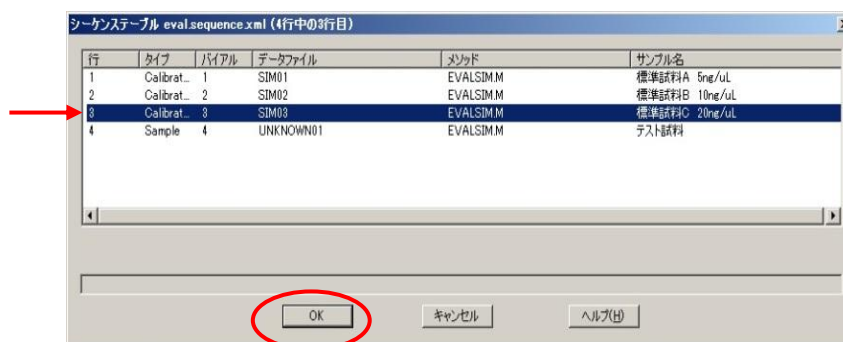 シーケンステーブル eval.sequence.xml (4行中の3行目)
行 タイプ バイアル データファイル メソッド サンプル名
1 Calibrat... 1 SIM01 EVALSIM.M 標準試料A 5ng/uL
2 Calibrat... 2 SIM02 EVALSIM.M 標準試料B 10ng/uL
3 Calibrat... 3 SIM03 EVALSIM.M 標準試料C 20ng/uL
4 Sample 4 UNKNOWN01 EVALSIM.M テスト試料
OK キャンセル ヘルプ(H)